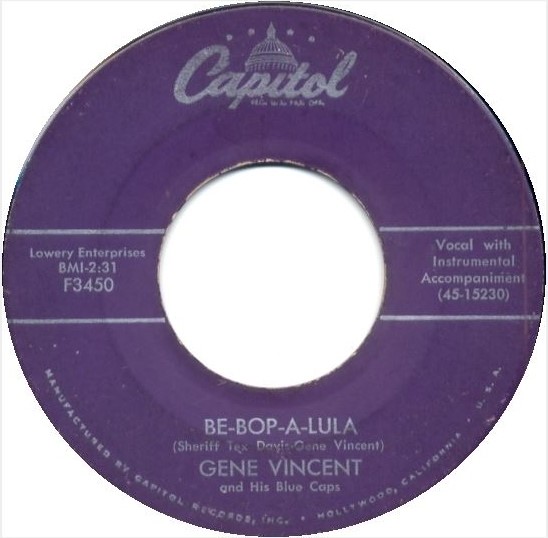 Capitol
Lowery Enterprises
BMI-2:31
F3450
Vocal with
Instrumental
Accompaniment
(45-15230)
BE-BOP-A-LULA
(Sheriff Tex Davis-Gene Vincent)
GENE VINCENT
and His Blue Caps
MANUFACTURED BY CAPITOL RECORDS, INC. • HOLLYWOOD, CALIFORNIA • U. S. A.